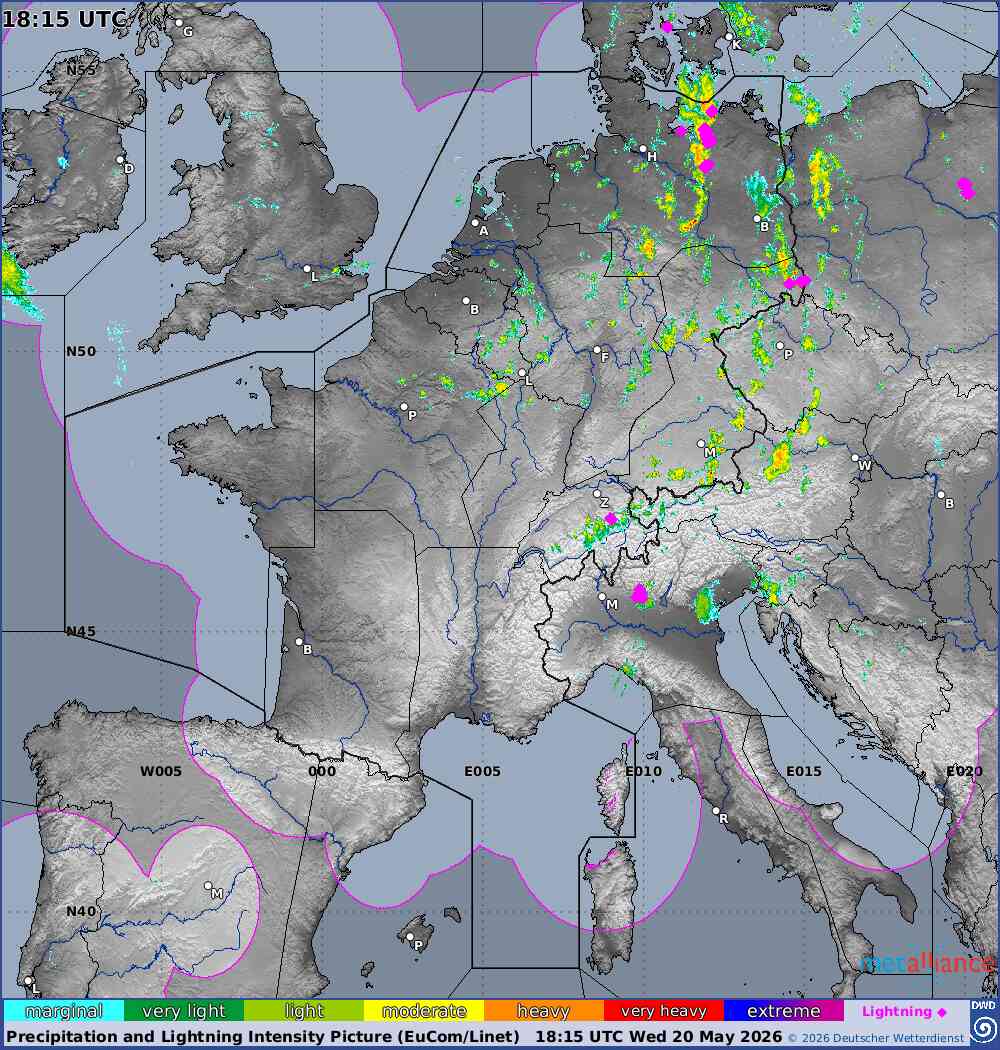 18:15 UTC
G
K
N55
H
D
A
B
L
B
N50
F
P
L
P
M
W
Z
B
M
N45
B
W005
000
E005
E010
E015
E020
R
M
N40
P
L
metalliance
marginal
very light
light
moderate
heavy
very heavy
extreme
Lightning
DWD
Precipitation and Lightning Intensity Picture (EuCom/Linet) 18:15 UTC Wed 20 May 2026 © 2026 Deutscher Wetterdienst